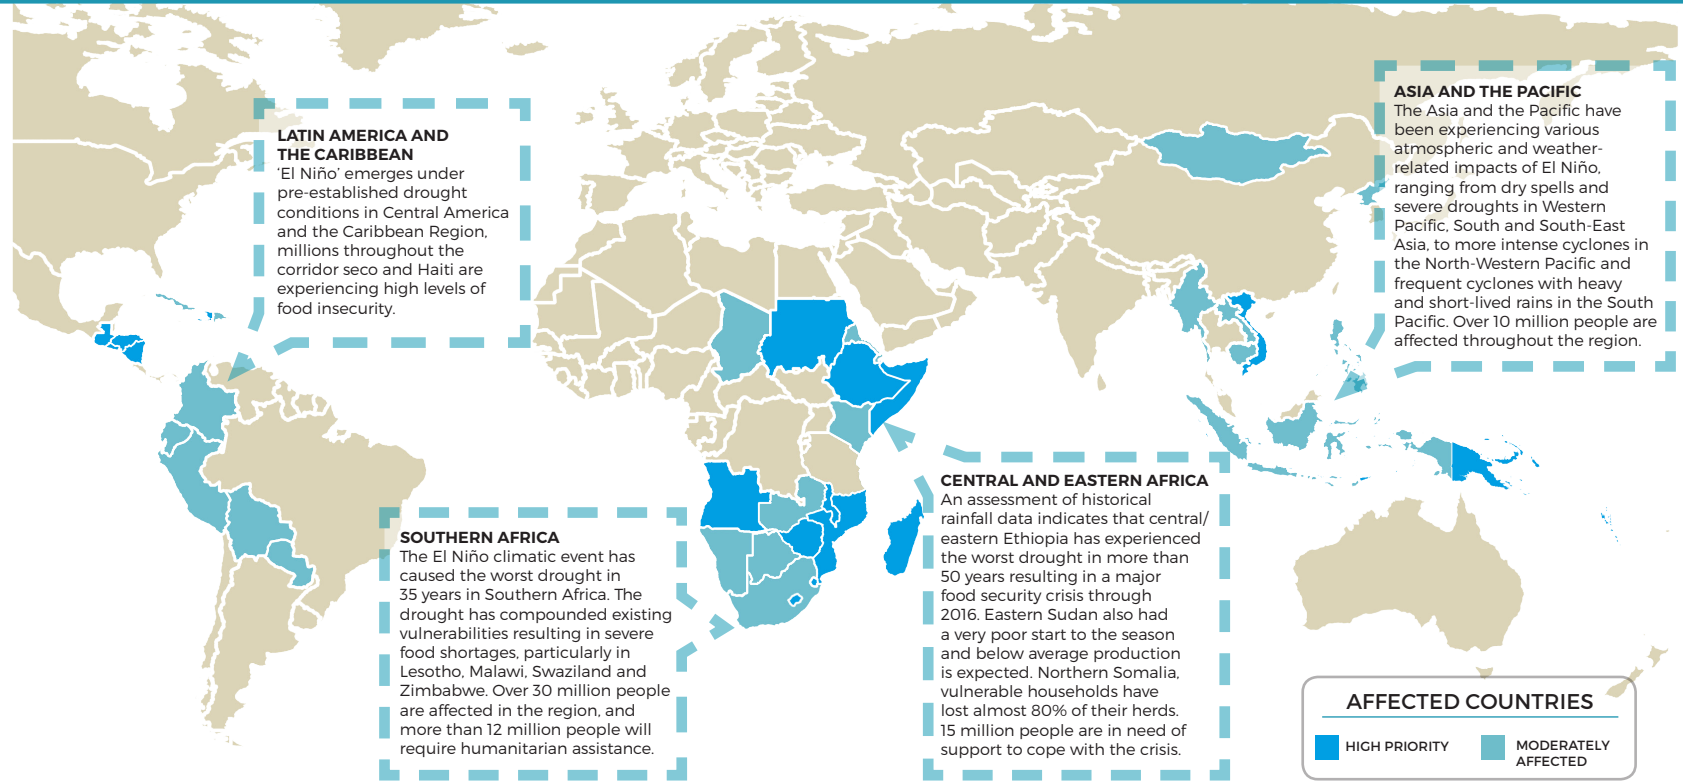 LATIN AMERICA AND
THE CARIBBEAN
‘El Niño’ emerges under
pre-established drought
conditions in Central America
and the Caribbean Region,
millions throughout the
corridor seco and Haiti are
experiencing high levels of
food insecurity.
ASIA AND THE PACIFIC
The Asia and the Pacific have
been experiencing various
atmospheric and weather-
related impacts of El Niño,
ranging from dry spells and
severe droughts in Western
Pacific, South and South-East
Asia, to more intense cyclones in
the North-Western Pacific and
frequent cyclones with heavy
and short-lived rains in the South
Pacific. Over 10 million people are
affected throughout the region.
SOUTHERN AFRICA
The El Niño climatic event has
caused the worst drought in
35 years in Southern Africa. The
drought has compounded existing
vulnerabilities resulting in severe
food shortages, particularly in
Lesotho, Malawi, Swaziland and
Zimbabwe. Over 30 million people
are affected in the region, and
more than 12 million people will
require humanitarian assistance.
CENTRAL AND EASTERN AFRICA
An assessment of historical
rainfall data indicates that central/
eastern Ethiopia has experienced
the worst drought in more than
50 years resulting in a major
food security crisis through
2016. Eastern Sudan also had
a very poor start to the season
and below average production
is expected. Northern Somalia,
vulnerable households have
lost almost 80% of their herds.
15 million people are in need of
support to cope with the crisis.
AFFECTED COUNTRIES
HIGH PRIORITY
MODERATELY
AFFECTED